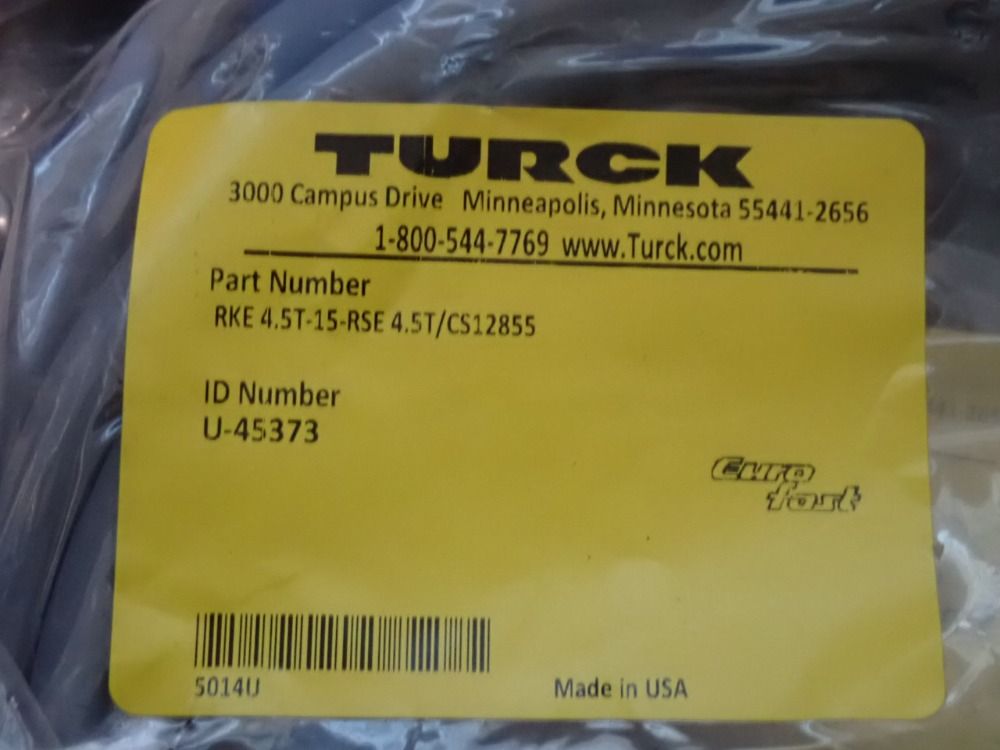 TURCK
3000 Campus Drive Minneapolis, Minnesota 55441-2656
1-800-544-7769 www.Turck.com
Part Number
RKE 4.5T-15-RSE 4.5T/CS12855
ID Number
U-45373
Euro
fast
5014U
Made in USA